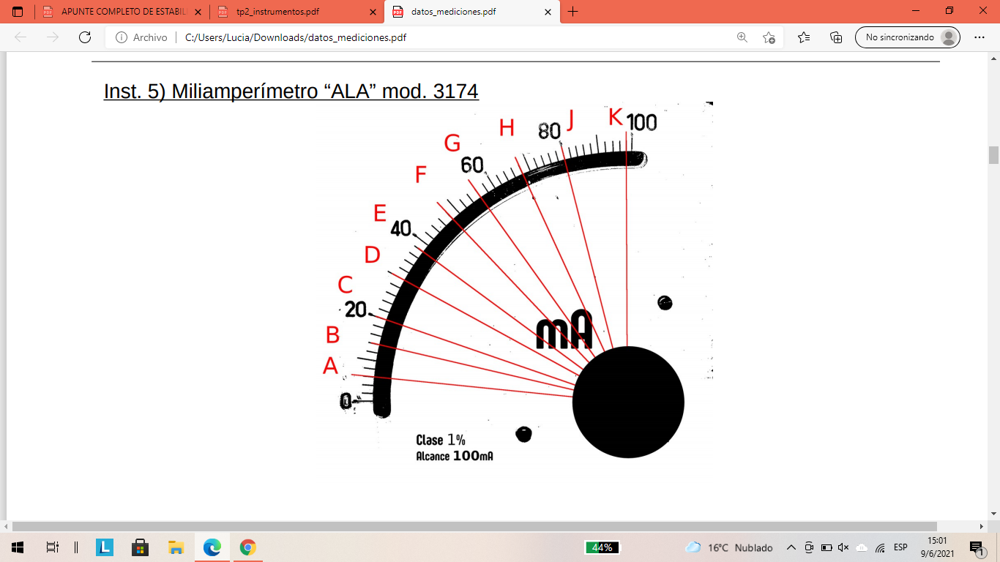 APUNTE COMPLETO DE ESTABILI
tp2_instrumentos.pdf
datos_mediciones.pdf
Archivo
C:/Users/Lucia/Downloads/datos_mediciones.pdf
No sincronizando
Inst. 5) Miliamperímetro “ALA” mod. 3174
K 100
J
80
H
G
60
F
E
40
D
C
20
B
A
0
mA
Clase 1%
Alcance 100mA
44%
16°C Nublado
ESP
15:01
9/6/2021
1